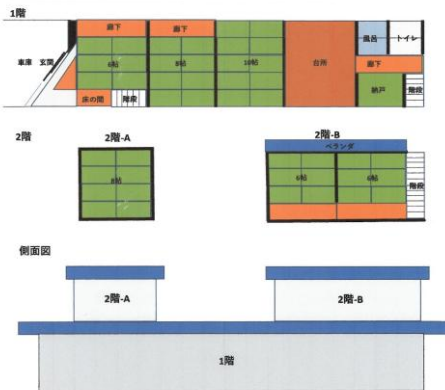 1階
廊下
廊下
風呂
トイレ
車庫
玄関
6帖
8帖
10帖
台所
廊下
床の間
階段
納戸
階段
2階
2階-A
2階-B
ベランダ
8帖
6帖
6帖
階段
側面図
2階-A
2階-B
1階